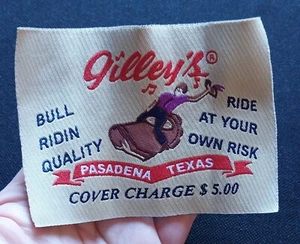 Gilley's®
BULL
RIDIN
QUALITY
RIDE
AT YOUR
OWN RISK
PASADENA TEXAS
COVER CHARGE $5.00